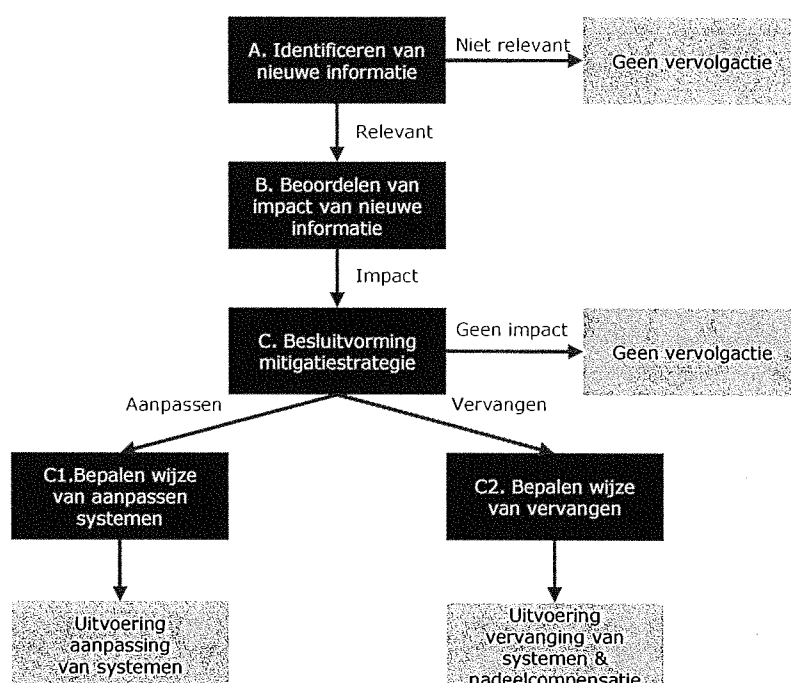 A. Identificeren van
nieuwe informatie
Niet relevant
Geen vervolgactie
Relevant
B. Beoordelen van
impact van nieuwe
informatie
Impact
C. Besluitvorming
mitigatiestrategie
Geen impact
Geen vervolgactie
Aanpassen
Vervangen
C1.Bepalen wijze
van aanpassen
systemen
C2. Bepalen wijze
van vervangen
Uitvoering
aanpassing
van systemen
Uitvoering
vervanging van
systemen &
nadeelcompensatie